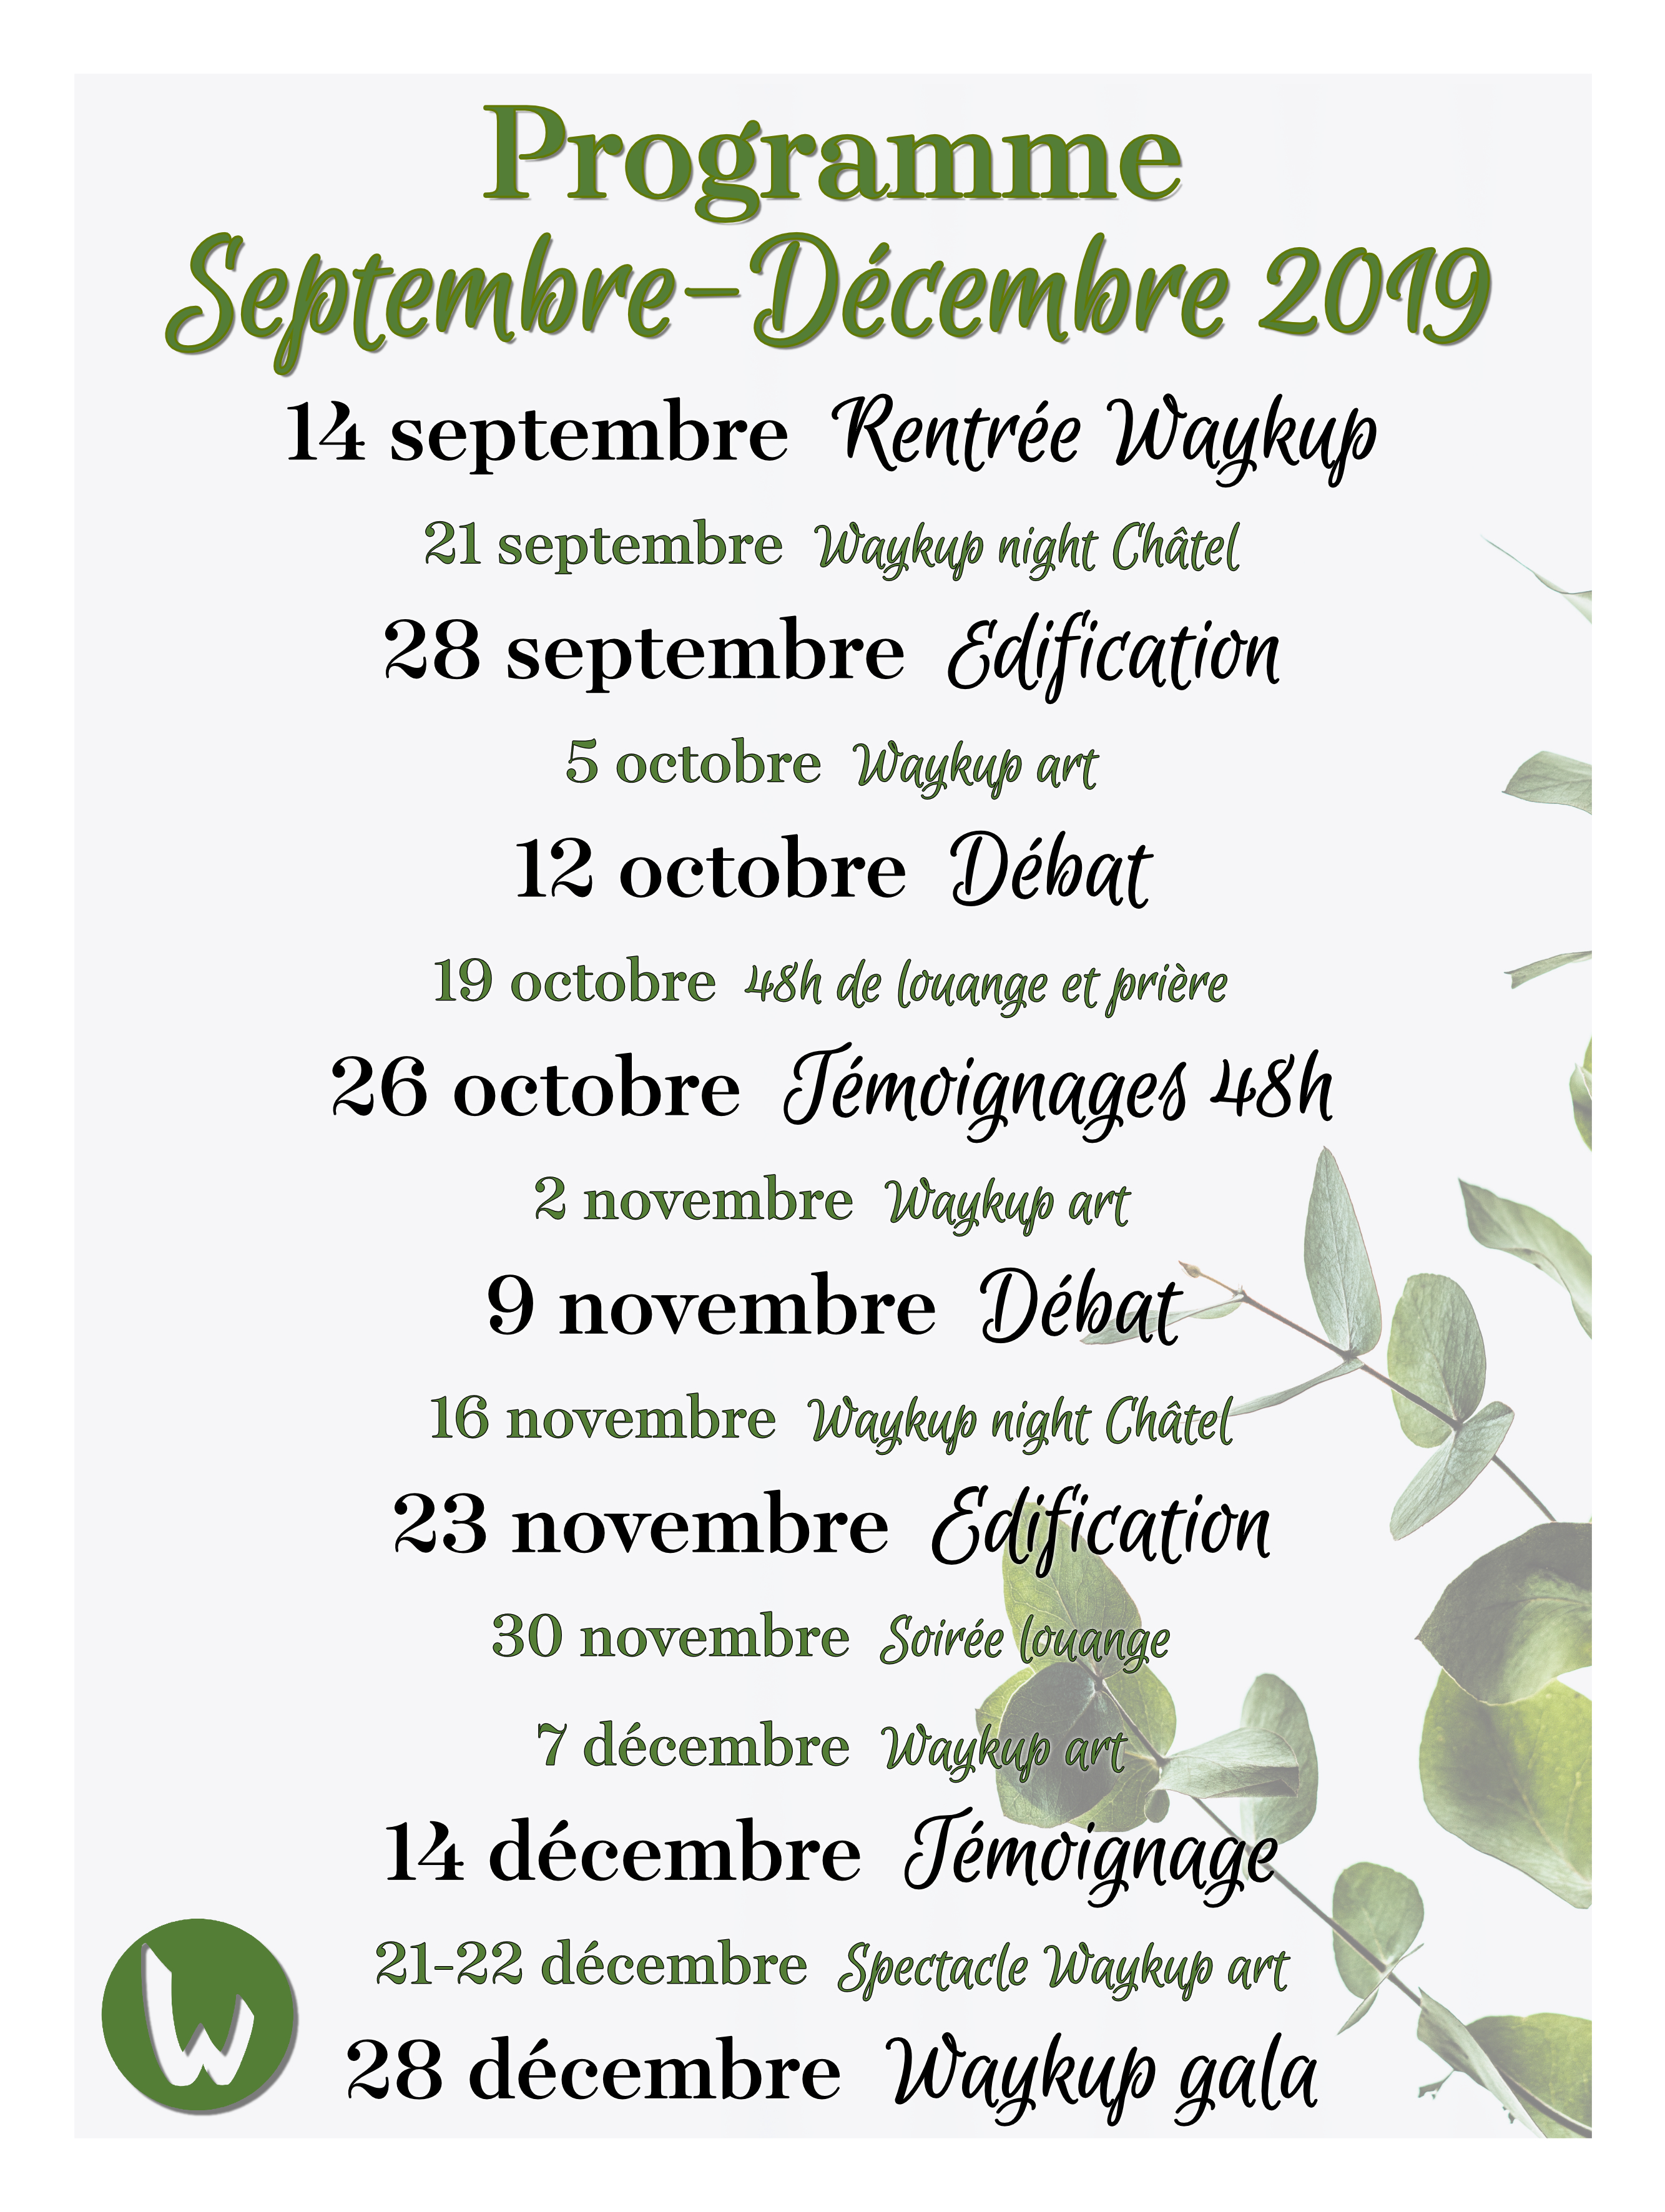 Programme
Septembre-Décembre 2019
14 septembre Rentrée Waykup
21 septembre Waykup night Châtel
28 septembre Edification
5 octobre Waykup art
12 octobre Débat
19 octobre 48h de louange et prière
26 octobre Témoignages 48h
2 novembre Waykup art
9 novembre Débat
16 novembre Waykup night Châtel
23 novembre Edification
30 novembre Soirée louange
7 décembre Waykup art
14 décembre Témoignage
21-22 décembre Spectacle Waykup art
28 décembre Waykup gala
W